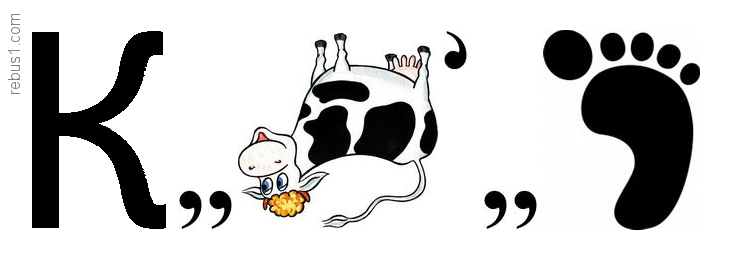 rebus1.com
К ,, ’ ,,